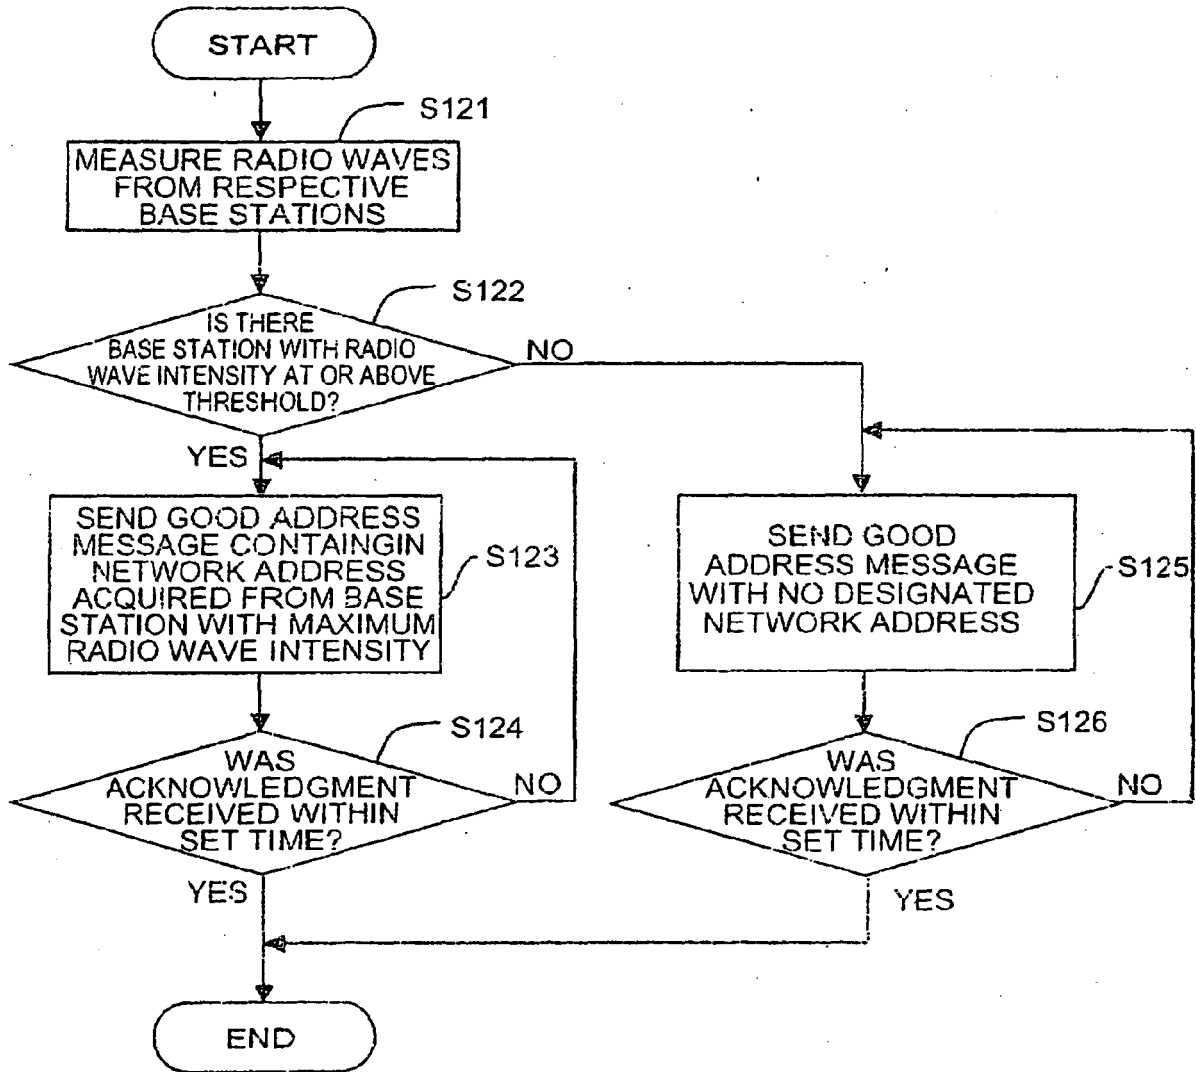 START
S121
MEASURE RADIO WAVES
FROM RESPECTIVE
BASE STATIONS
S122
IS THERE
BASE STATION WITH RADIO
WAVE INTENSITY AT OR ABOVE
THRESHOLD?
NO
YES
SEND GOOD ADDRESS
MESSAGE CONTAINGIN
NETWORK ADDRESS
ACQUIRED FROM BASE
STATION WITH MAXIMUM
RADIO WAVE INTENSITY
S123
SEND GOOD
ADDRESS MESSAGE
WITH NO DESIGNATED
NETWORK ADDRESS
S125
S124
WAS
ACKNOWLEDGMENT
RECEIVED WITHIN
SET TIME?
NO
YES
S126
WAS
ACKNOWLEDGMENT
RECEIVED WITHIN
SET TIME?
NO
YES
END